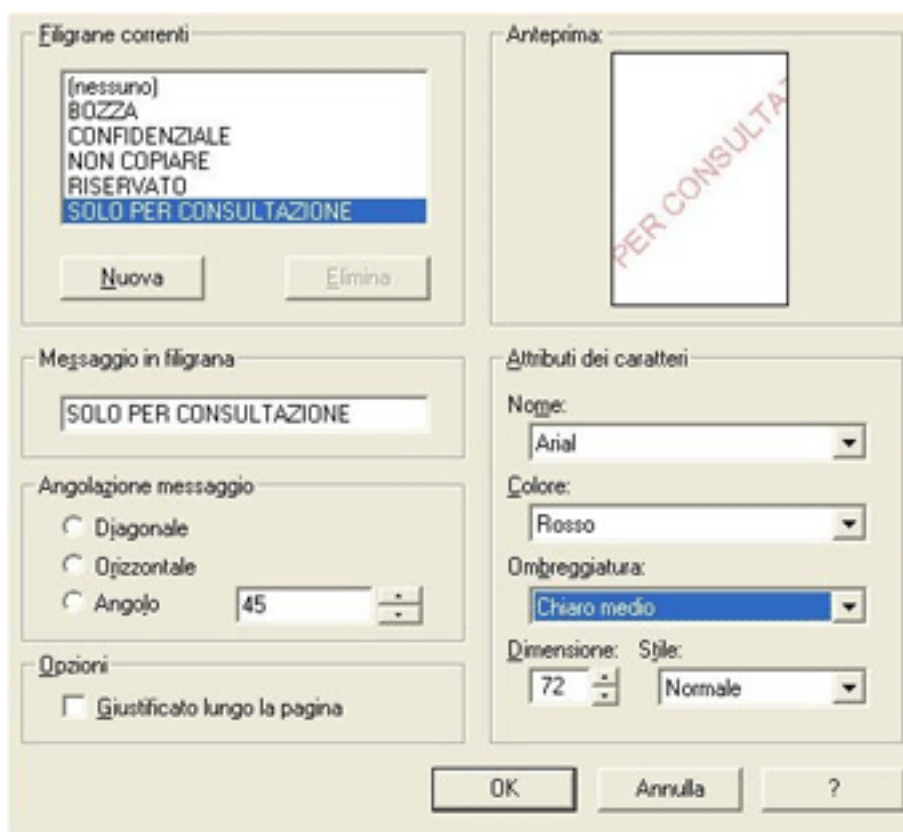 Filigrane correnti
(nessuno)
BOZZA
CONFIDENZIALE
NON COPIARE
RISERVATO
SOLO PER CONSULTAZIONE
Nuova
Elimina
Anteprima:
PER CONSULTA
Messaggio in filigrana
SOLO PER CONSULTAZIONE
Angolazione messaggio
Diagonale
Orizzontale
Angolo 45
Opzioni
Giustificato lungo la pagina
Attributi dei caratteri
Nome:
Arial
Colore:
Rosso
Ombreggiatura:
Chiaro medio
Dimensione: Stile:
72 Normale
OK Annulla ?